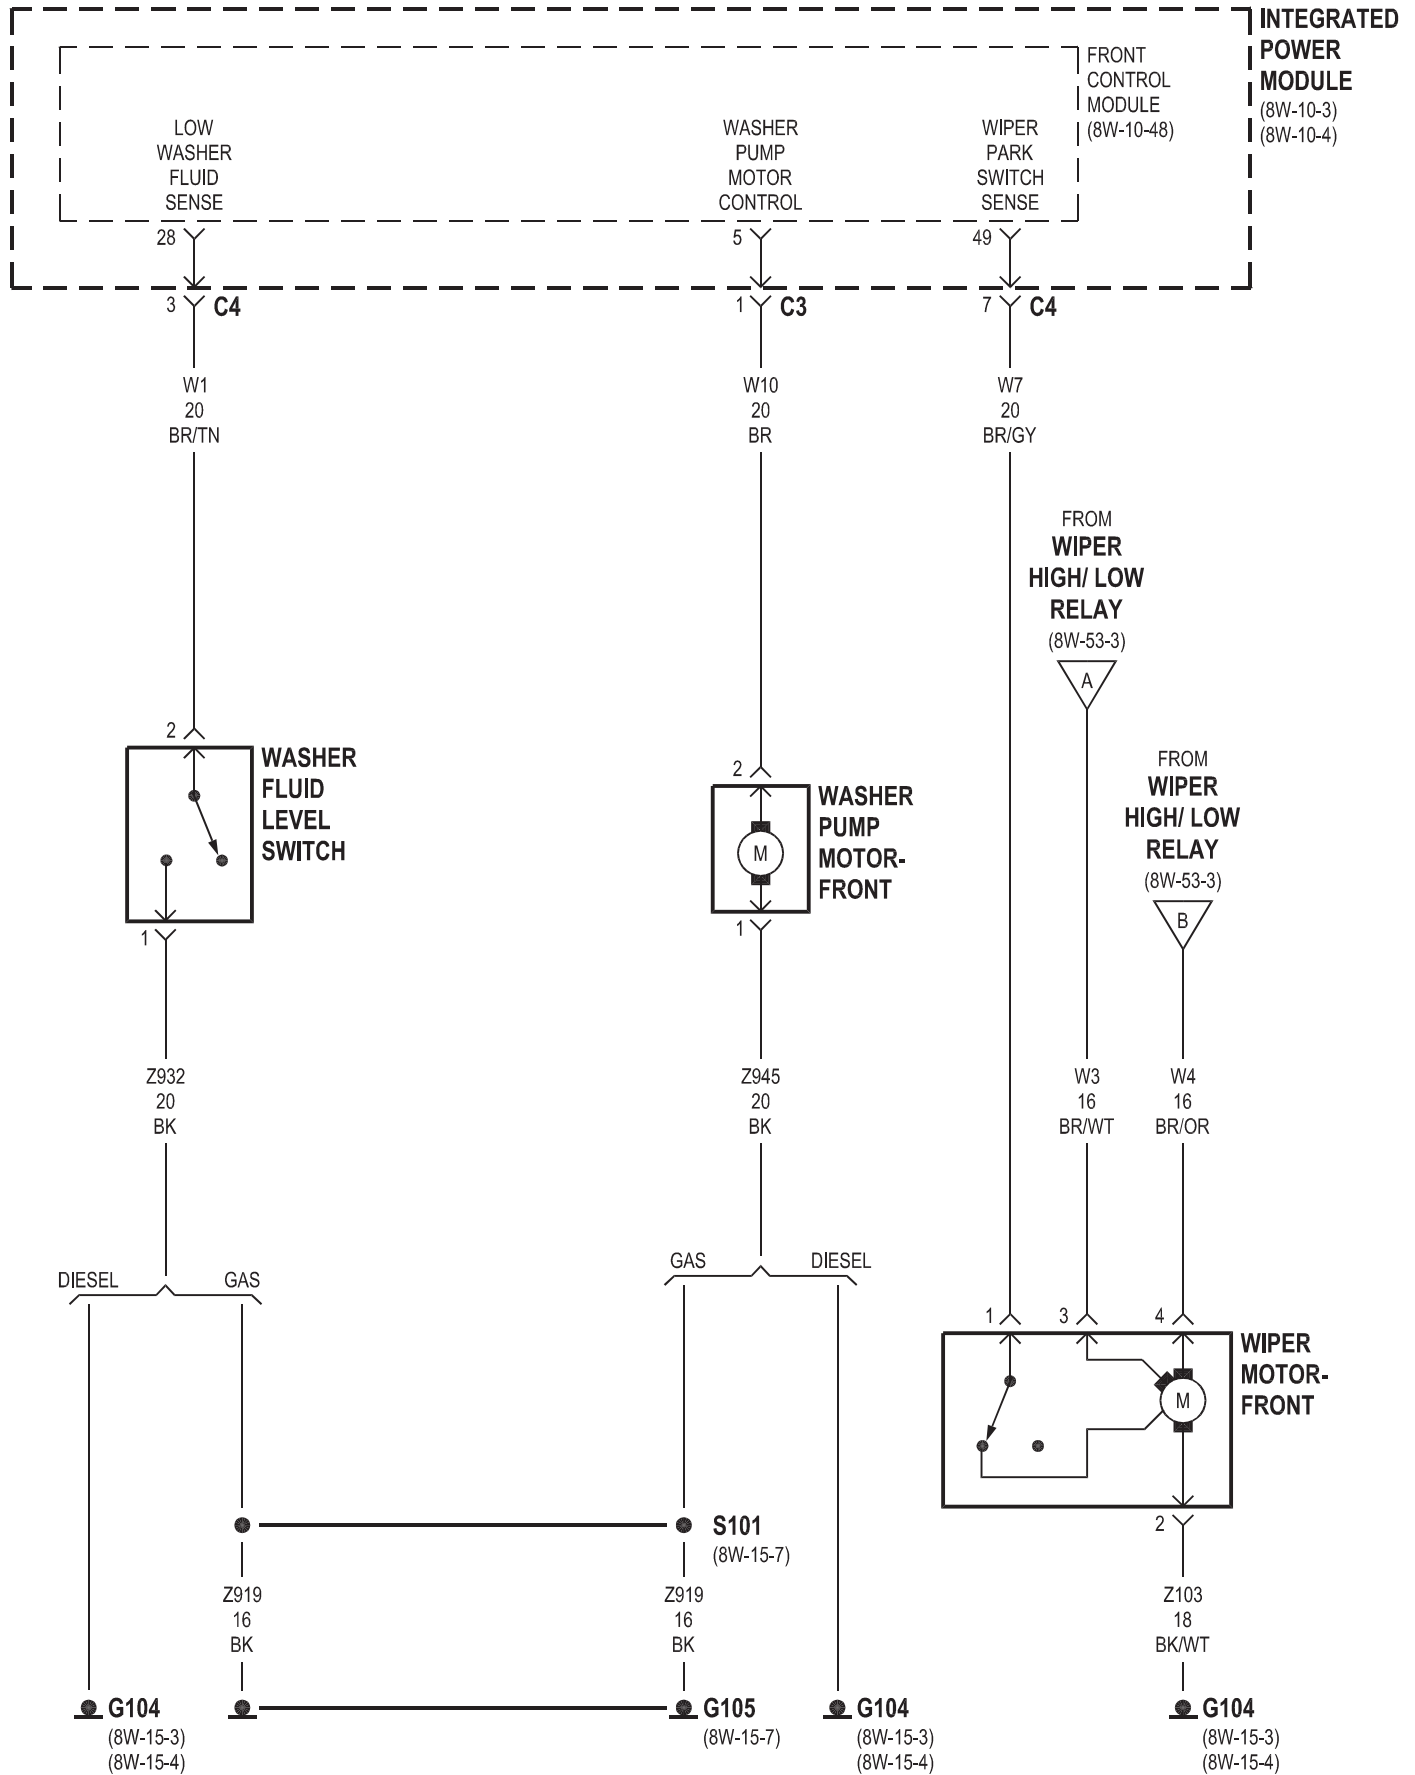 INTEGRATED
POWER
MODULE
(8W-10-3)
(8W-10-4)
FRONT
CONTROL
MODULE
(8W-10-48)
LOW
WASHER
FLUID
SENSE
WASHER
PUMP
MOTOR
CONTROL
WIPER
PARK
SWITCH
SENSE
28
5
49
3 C4
1 C3
7 C4
W1
20
BR/TN
W10
20
BR
W7
20
BR/GY
FROM
WIPER
HIGH/ LOW
RELAY
(8W-53-3)
A
FROM
WIPER
HIGH/ LOW
RELAY
(8W-53-3)
B
2
WASHER
FLUID
LEVEL
SWITCH
1
2
WASHER
PUMP
MOTOR-
FRONT
M
1
Z932
20
BK
Z945
20
BK
W3
16
BR/WT
W4
16
BR/OR
DIESEL
GAS
GAS
DIESEL
1
3
4
WIPER
MOTOR-
FRONT
M
2
S101
(8W-15-7)
Z919
16
BK
Z919
16
BK
Z103
18
BK/WT
G104
(8W-15-3)
(8W-15-4)
G105
(8W-15-7)
G104
(8W-15-3)
(8W-15-4)
G104
(8W-15-3)
(8W-15-4)